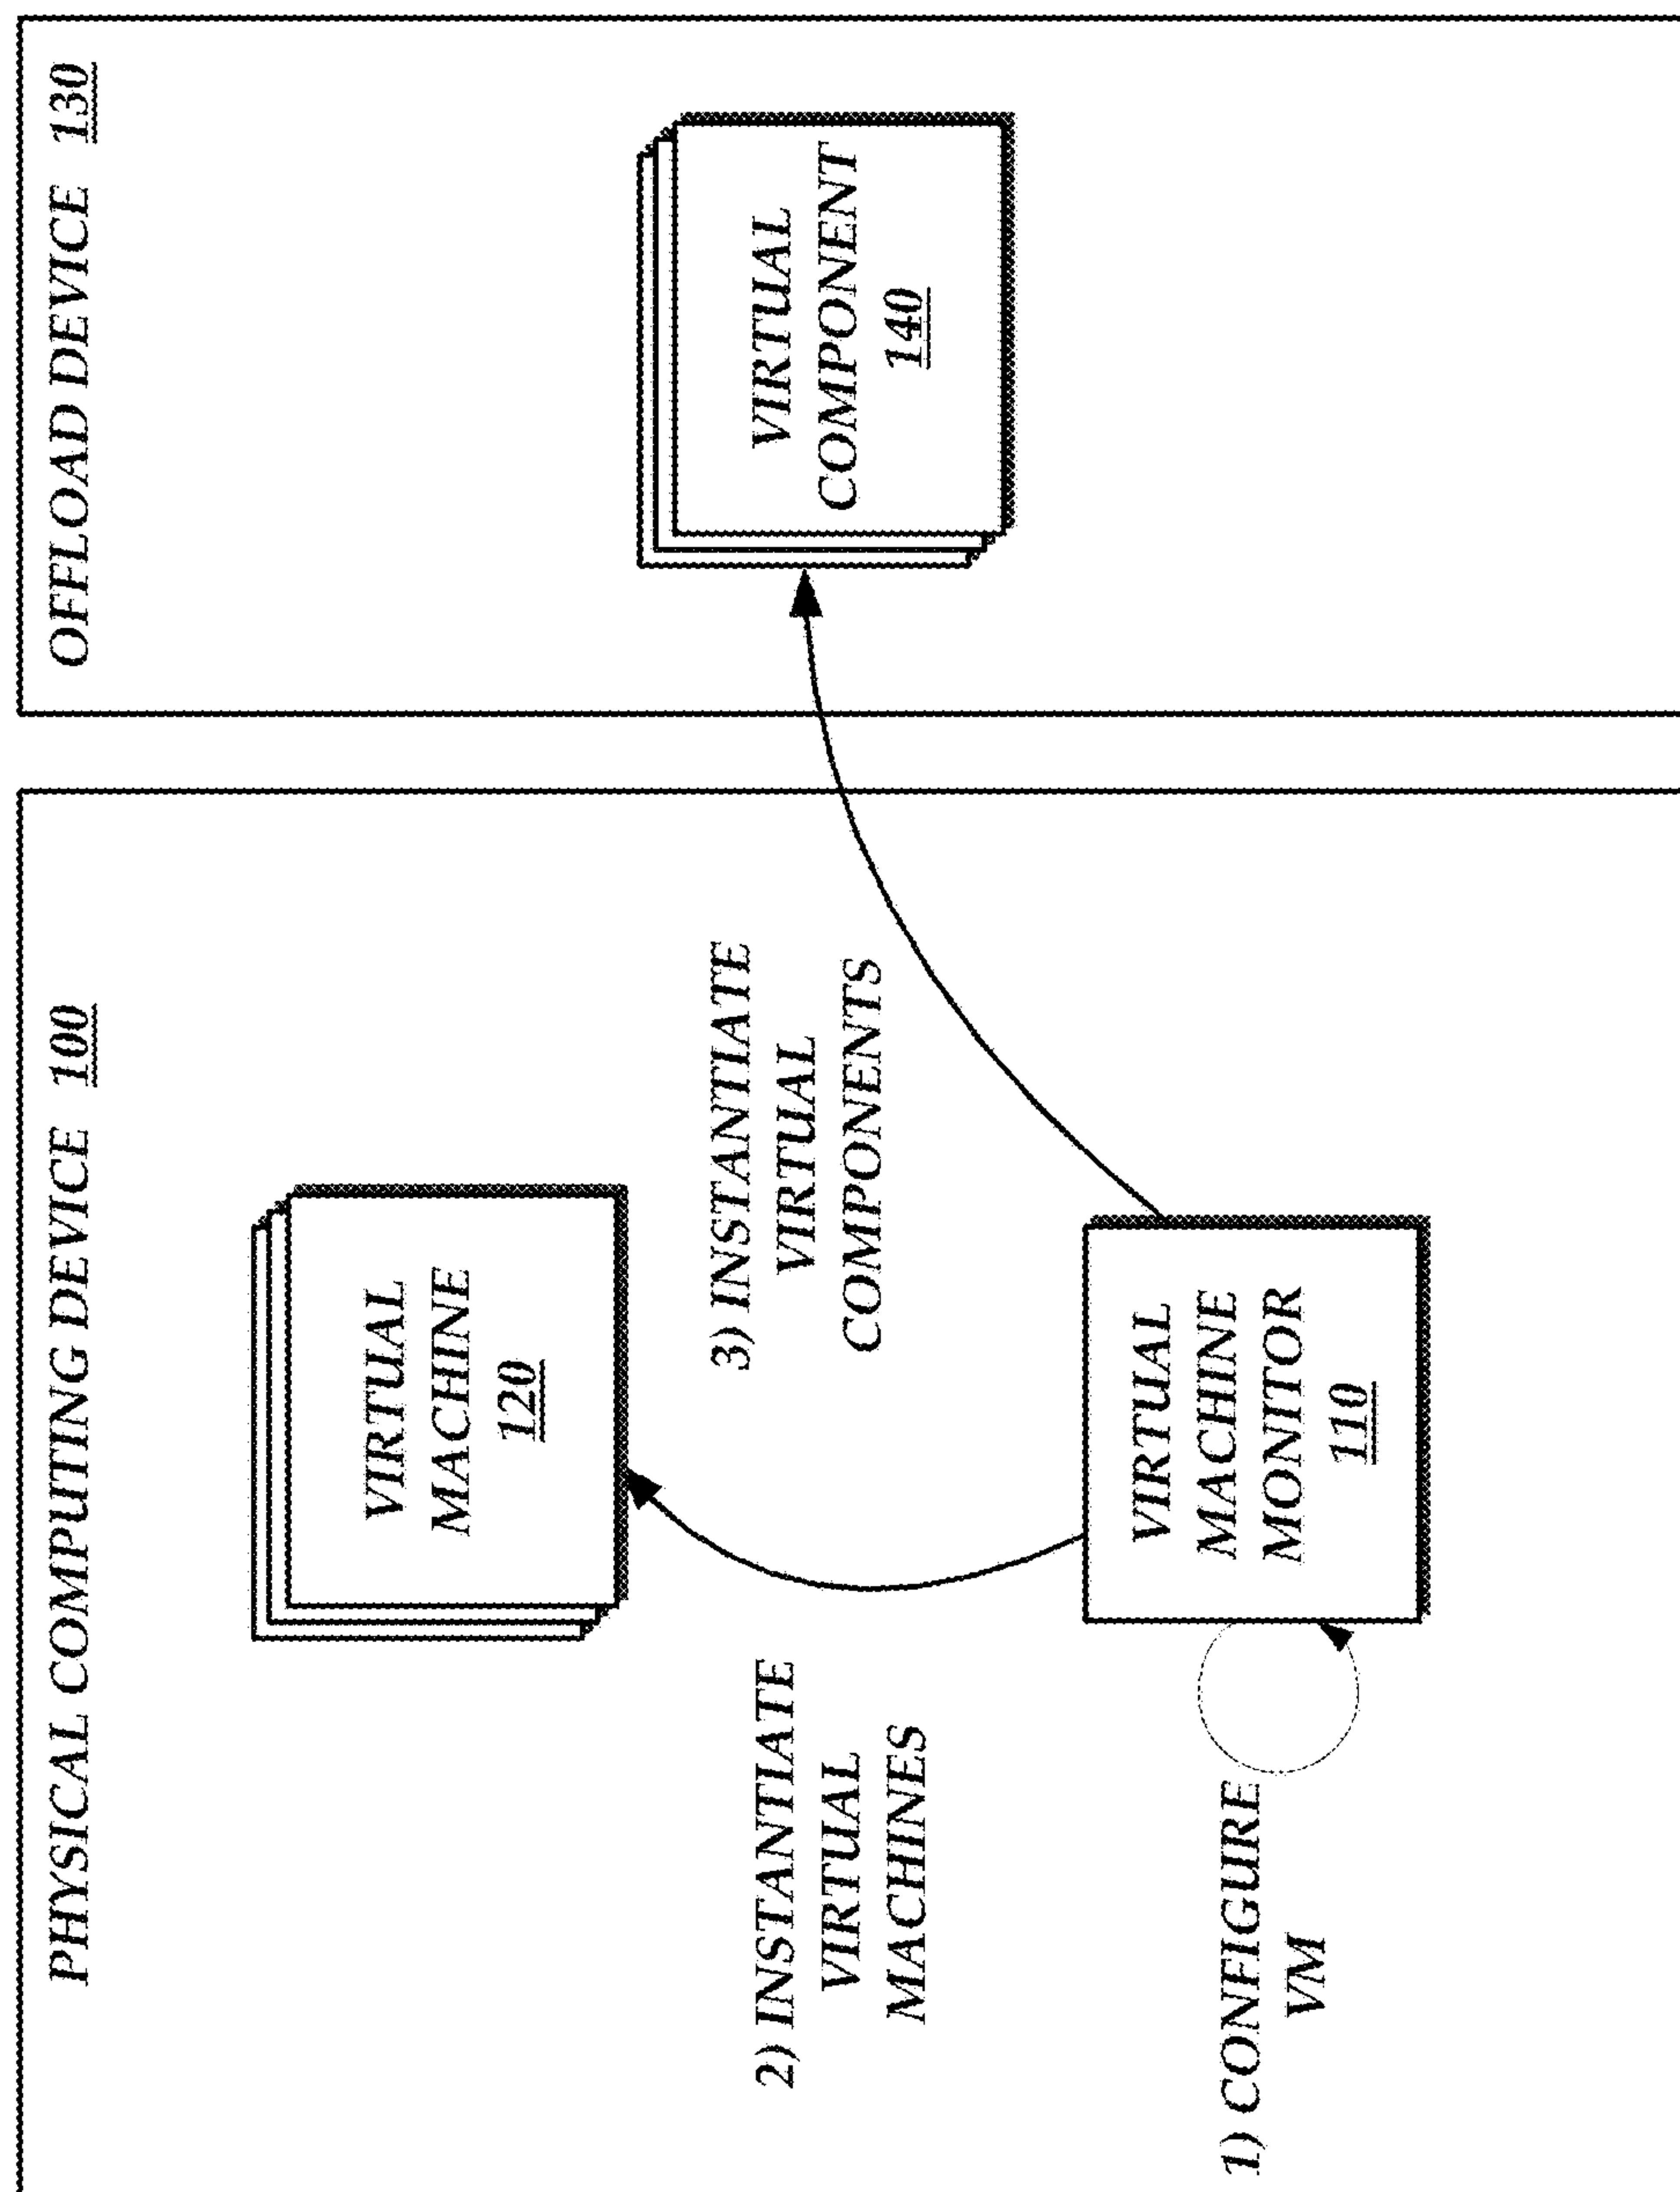 PHYSICAL COMPUTING DEVICE 100
OFFLOAD DEVICE 130
VIRTUAL
MACHINE
120
2) INSTANTIATE
VIRTUAL
MACHINES
3) INSTANTIATE
VIRTUAL
COMPONENTS
VIRTUAL
COMPONENT
140
1) CONFIGURE
VM
VIRTUAL
MACHINE
MONITOR
110